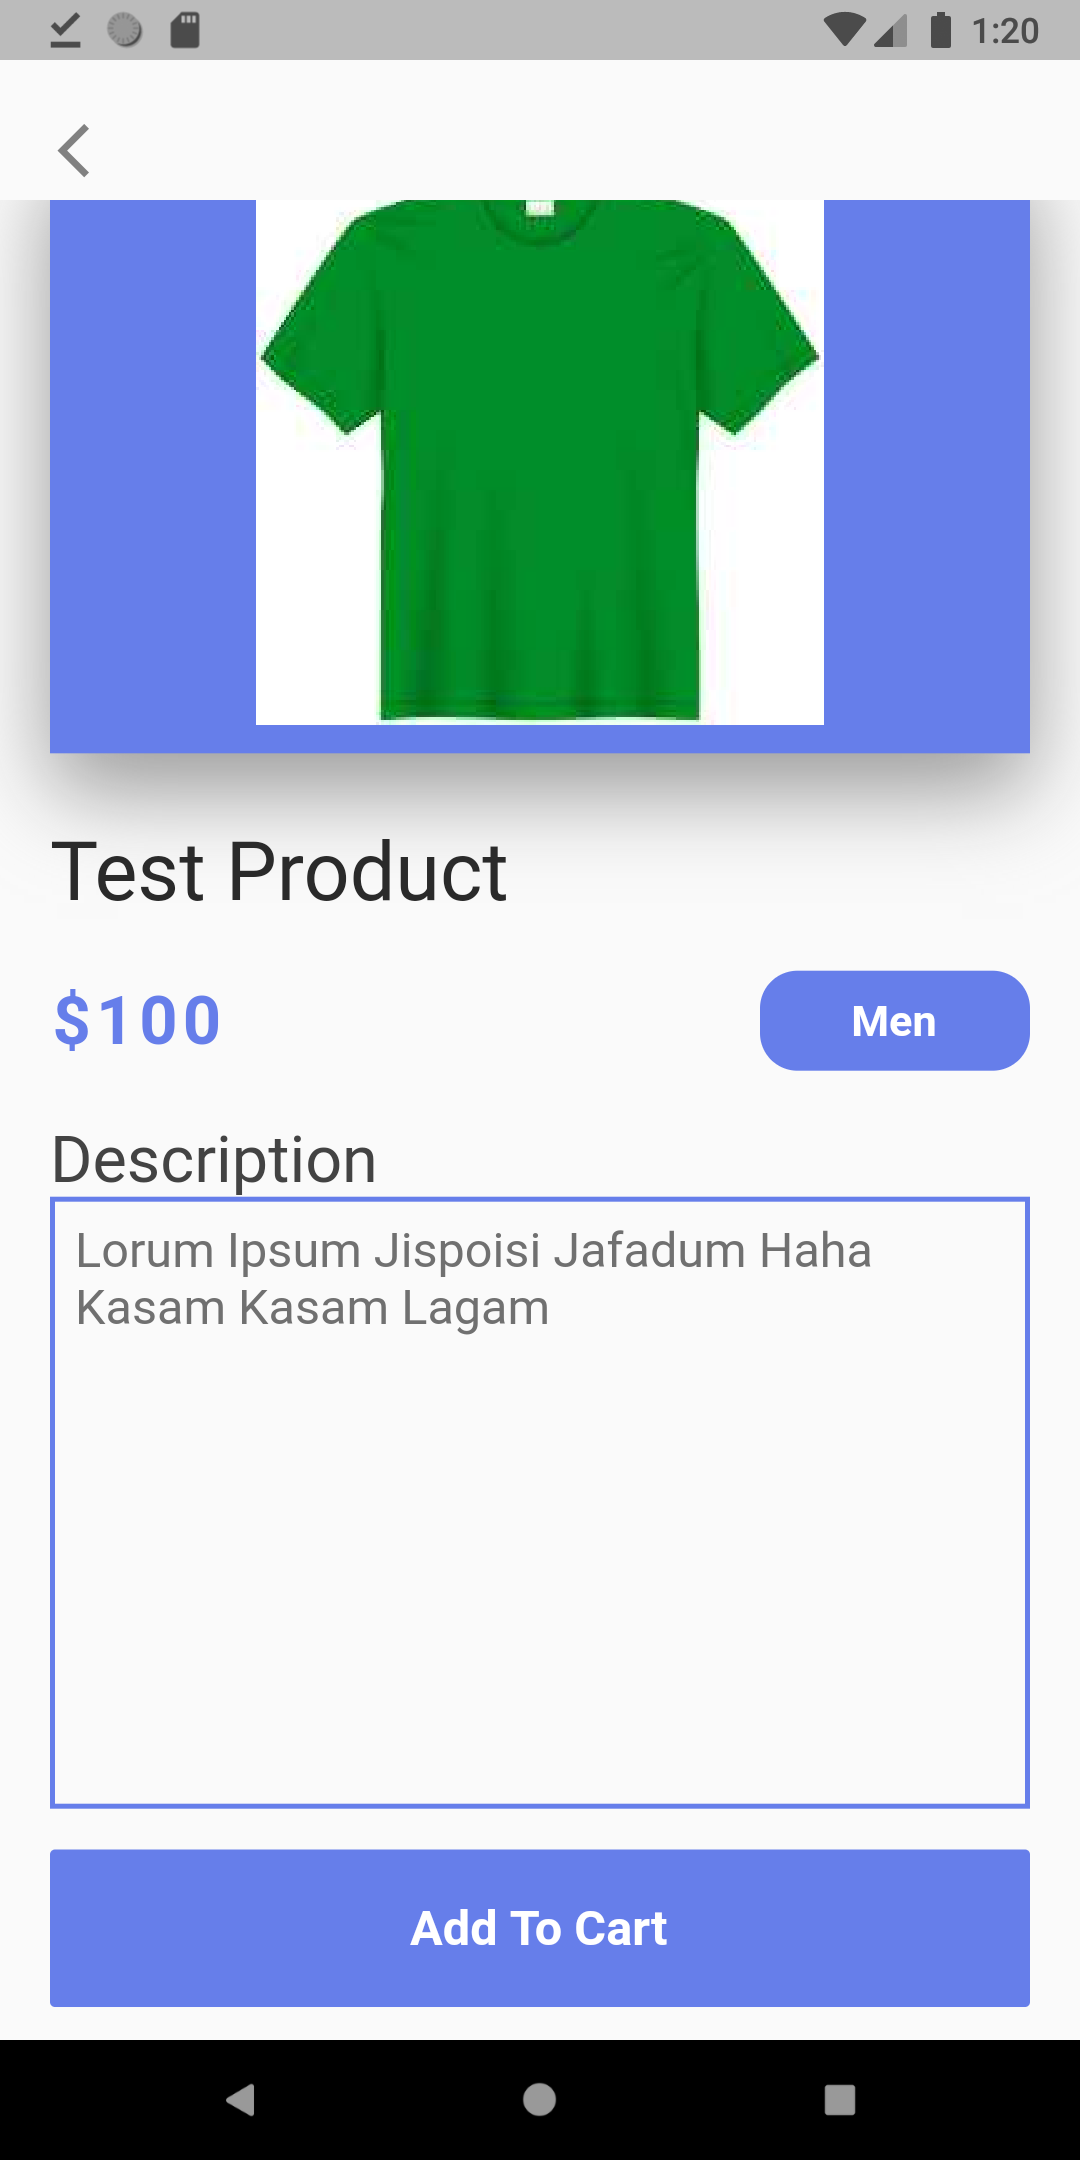 1:20
Test Product
$100
Men
Description
Lorum Ipsum Jispoisi Jafadum Haha
Kasam Kasam Lagam
Add To Cart